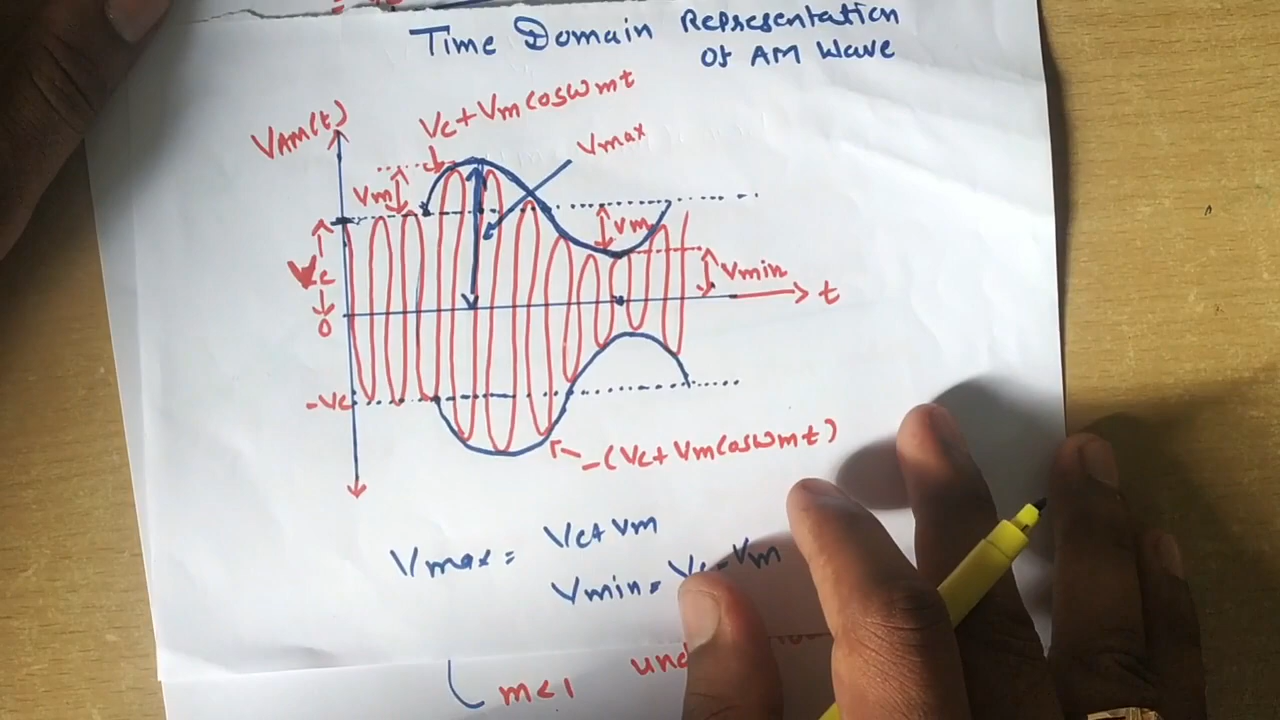 Time Domain Representation
of AM Wave
VAM(t)
Vc + Vm cosωmt
Vmax
Vm
Vm
Vc
Vmin
t
0
-Vc
-(Vc + Vm cosωmt)
Vmax = Vc + Vm
Vmin = Vc - Vm
m < 1